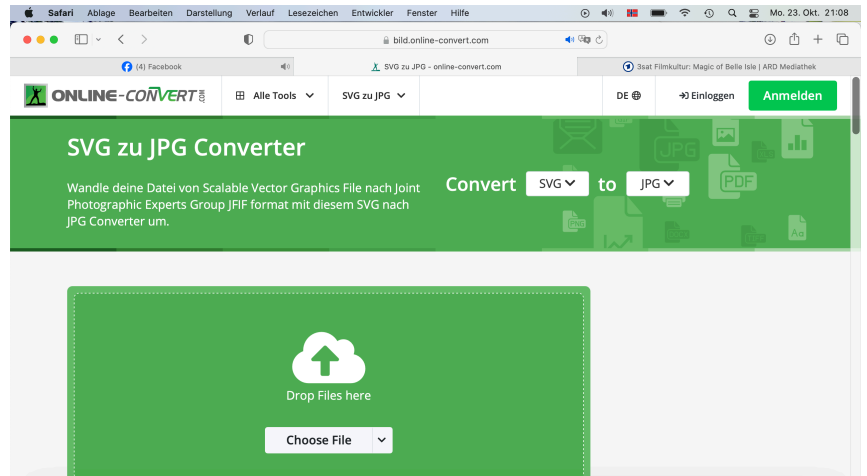 Safari Ablage Bearbeiten Darstellung Verlauf Lesezeichen Entwickler Fenster Hilfe Mo. 23. Okt. 21:08
bild.online-convert.com
(4) Facebook SVG zu JPG - online-convert.com 3sat Filmkultur: Magic of Belle Isle | ARD Mediathek
ONLINE-CONVERT.COM Alle Tools SVG zu JPG DE Einloggen Anmelden
SVG zu JPG Converter
Wandle deine Datei von Scalable Vector Graphics File nach Joint
Photographic Experts Group JFIF format mit diesem SVG nach
JPG Converter um.
Convert SVG to JPG
JPG
PDF
PNG
Aa
Drop Files here
Choose File